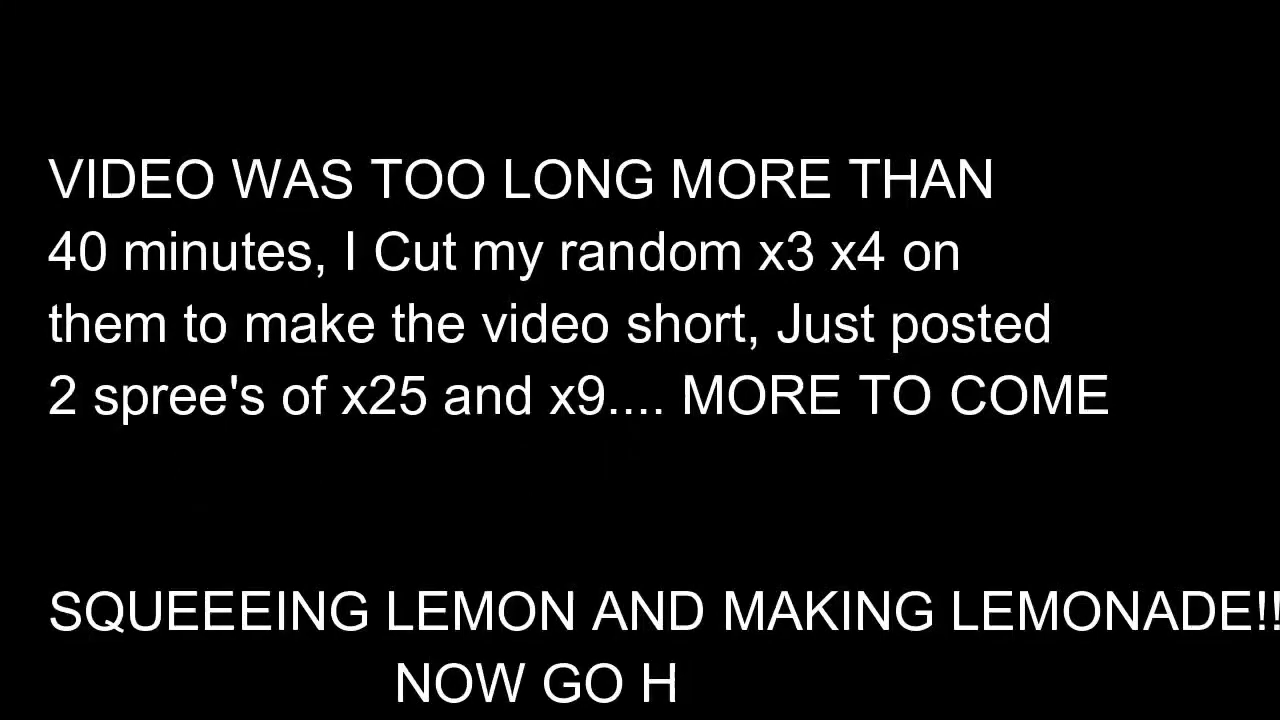 VIDEO WAS TOO LONG MORE THAN
40 minutes, I Cut my random x3 x4 on
them to make the video short, Just posted
2 spree's of x25 and x9.... MORE TO COME
SQUEEEING LEMON AND MAKING LEMONADE!!
NOW GO H